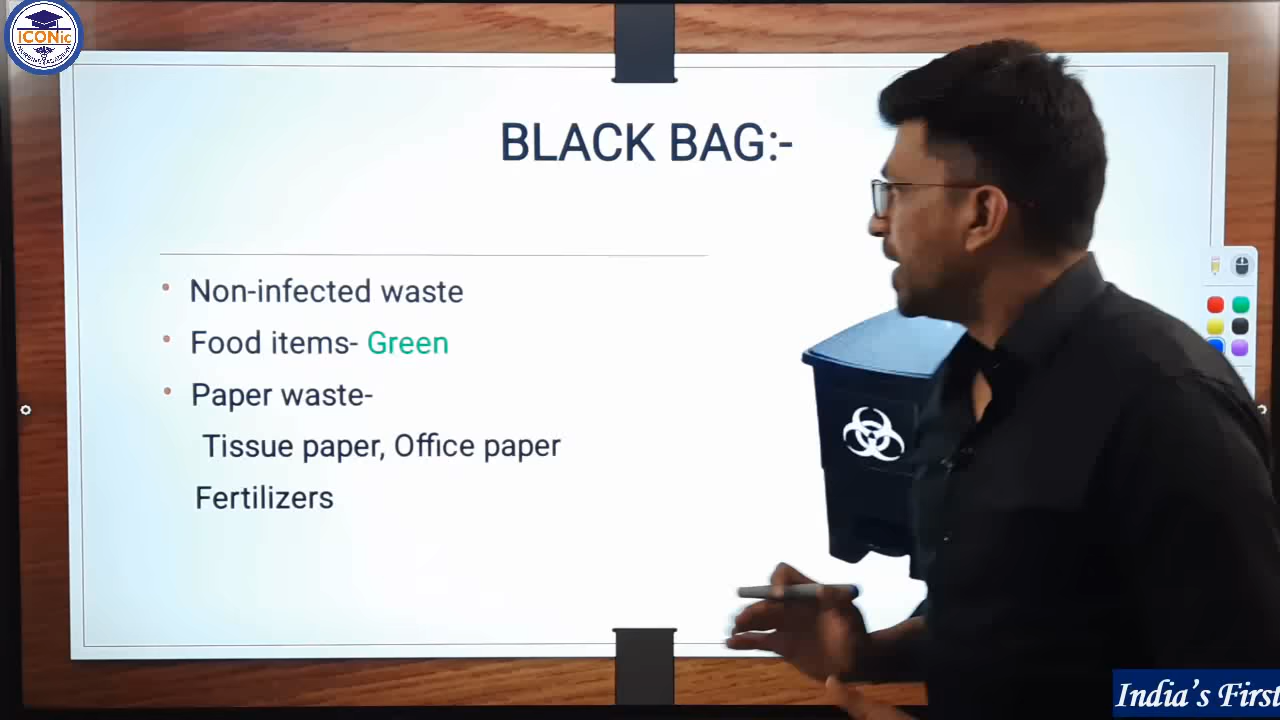 ICONic
BLACK BAG:-
Non-infected waste
Food items- Green
Paper waste-
Tissue paper, Office paper
Fertilizers
India's First